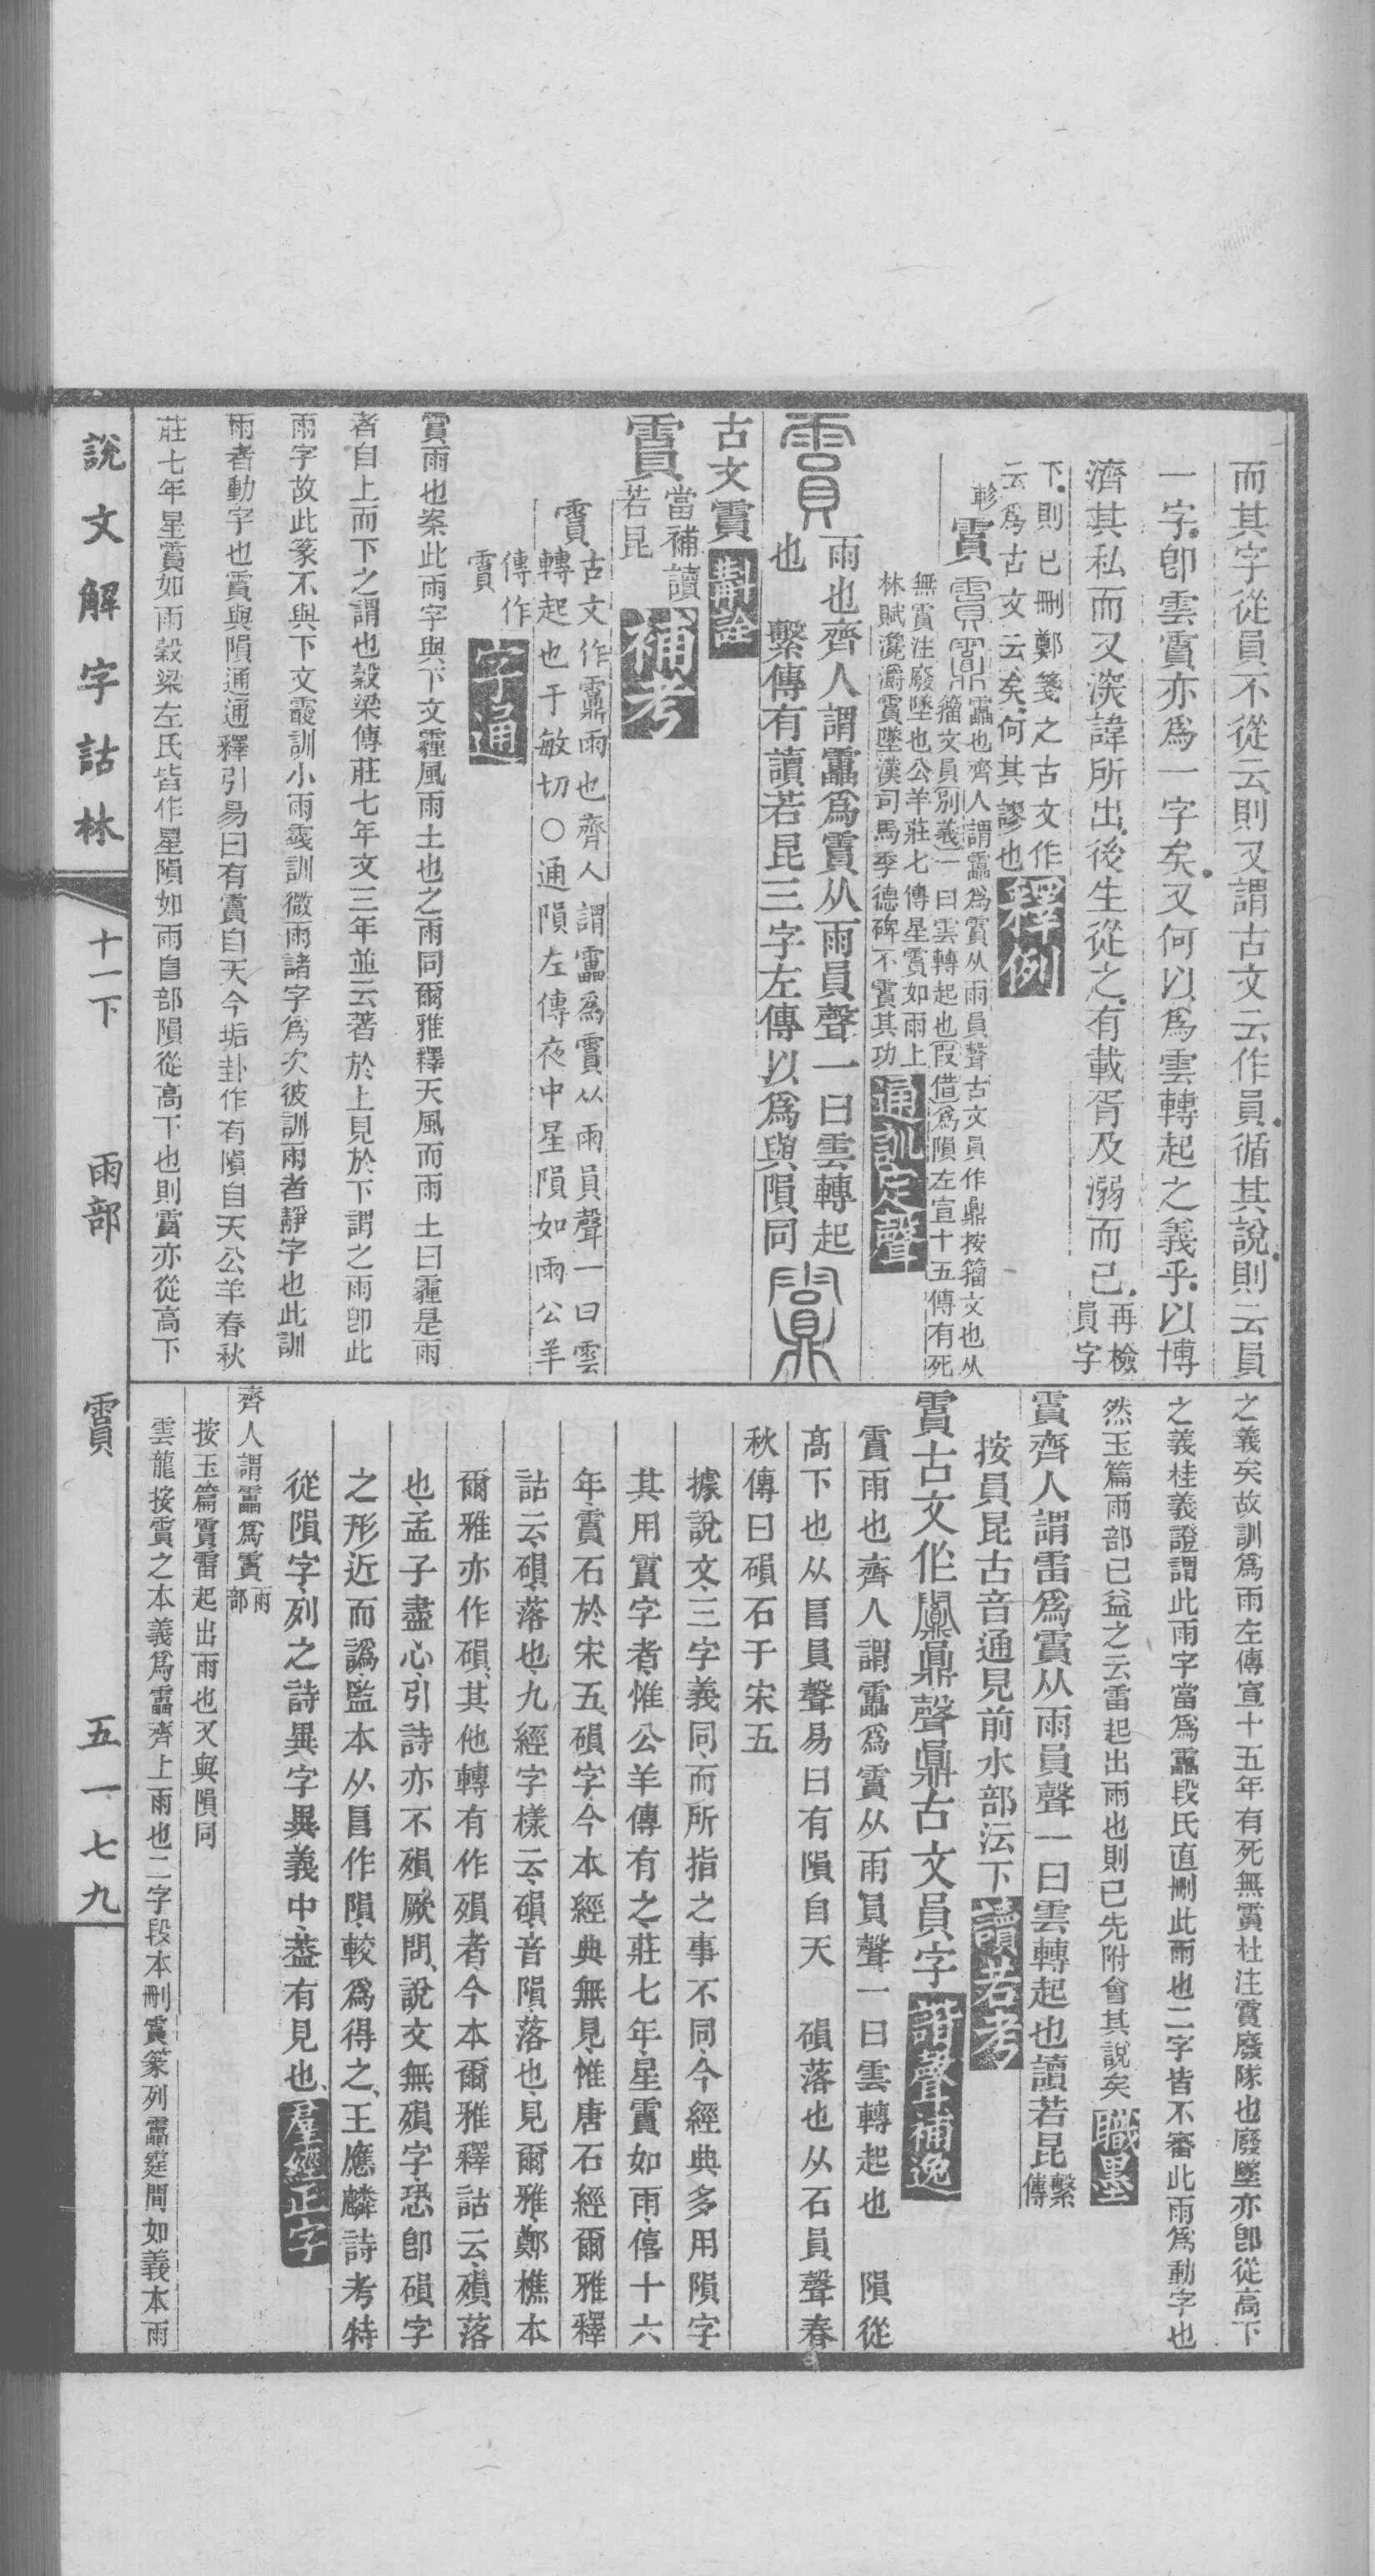 而其字從員不從云則又謂古文云作員循其說則云員
一字卽雲霣亦爲一字矣又何以爲雲轉起之義乎以博
濟其私而又深諱所出後生從之有載胥及溺而已再檢員字
下則已刪鄭箋之古文作云爲古文云矣何其謬也釋例
軫霣霣䨶靁也齊人謂靁爲霣从雨員聲古文員作鼎按籀文也从籀文員別義一曰雲轉起也假借爲隕左宣十五傳有死
無霣注廢墜也公羊莊七傳星霣如雨上林賦瀺灂霣墜漢司馬季德碑不霣其功通訓定聲
霣雨也齊人謂靁爲霣从雨員聲一曰雲轉起也 繫傳有讀若昆三字左傳以爲與隕同䨶
古文霣斠詮
霣當補讀若昆補考
霣古文作䨶雨也齊人謂靁爲霣从雨員聲一曰雲轉起也于敏切〇通隕左傳夜中星隕如雨公羊
傳作霣字通
霣雨也案此雨字與下文霾風雨土也之雨同爾雅釋天風而雨土曰霾是雨
者自上而下之謂也穀梁傳莊七年文三年並云著於上見於下謂之雨卽此
雨字故此篆不與下文霰訓小雨霢訓微雨諸字爲次彼訓雨者靜字也此訓
雨者動字也霣與隕通通釋引易曰有霣自天今垢卦作有隕自天公羊春秋
莊七年星霣如雨穀梁左氏皆作星隕如雨𨸏部隕從高下也則霣亦從高下
之義矣故訓爲雨左傳宣十五年有死無霣杜注霣廢隊也廢墜亦卽從高下
之義桂義證謂此雨字當爲靁段氏直刪此雨也二字皆不審此雨爲動字也
然玉篇雨部已益之云雷起出雨也則已先附會其說矣職墨
霣齊人謂雷爲霣从雨員聲一曰雲轉起也讀若昆繫傳
按員昆古音通見前水部沄下讀若考
霣古文作䨶鼎聲鼎古文員字諧聲補逸
霣雨也齊人謂靁爲霣从雨員聲一曰雲轉起也 隕從
高下也从𨸏員聲易曰有隕自天 磒落也从石員聲春
秋傳曰磒石于宋五
據說文三字義同而所指之事不同今經典多用隕字
其用霣字者惟公羊傳有之莊七年星霣如雨僖十六
年霣石於宋五磒字今本經典無見惟唐石經爾雅釋
詁云磒落也九經字樣云磒音隕落也見爾雅鄭樵本
爾雅亦作磒其他轉有作殞者今本爾雅釋詁云殞落
也孟子盡心引詩亦不殞厥問說文無殞字恐卽磒字
之形近而譌監本从𨸏作隕較爲得之王應麟詩考特
從隕字列之詩異字異義中葢有見也羣經正字
齊人謂靁爲霣雨部
按玉篇霣雷起出雨也又與隕同
雲龍按霣之本義爲靁齊上雨也二字段本刪霣篆列靁霆間如義本雨
說文解字詁林 十一下 雨部 霣 五一七九